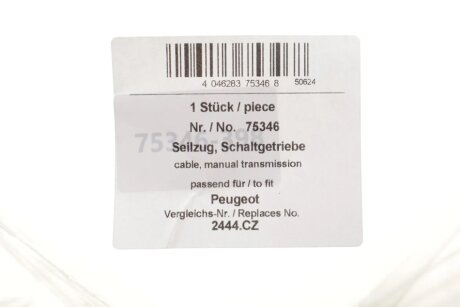 4 046283 75346 8 50624
1 Stück / piece
Nr. / No. 75346
Seilzug, Schaltgetriebe
cable, manual transmission
passend für / to fit
Peugeot
Vergleichs-Nr. / Replaces No.
2444.CZ